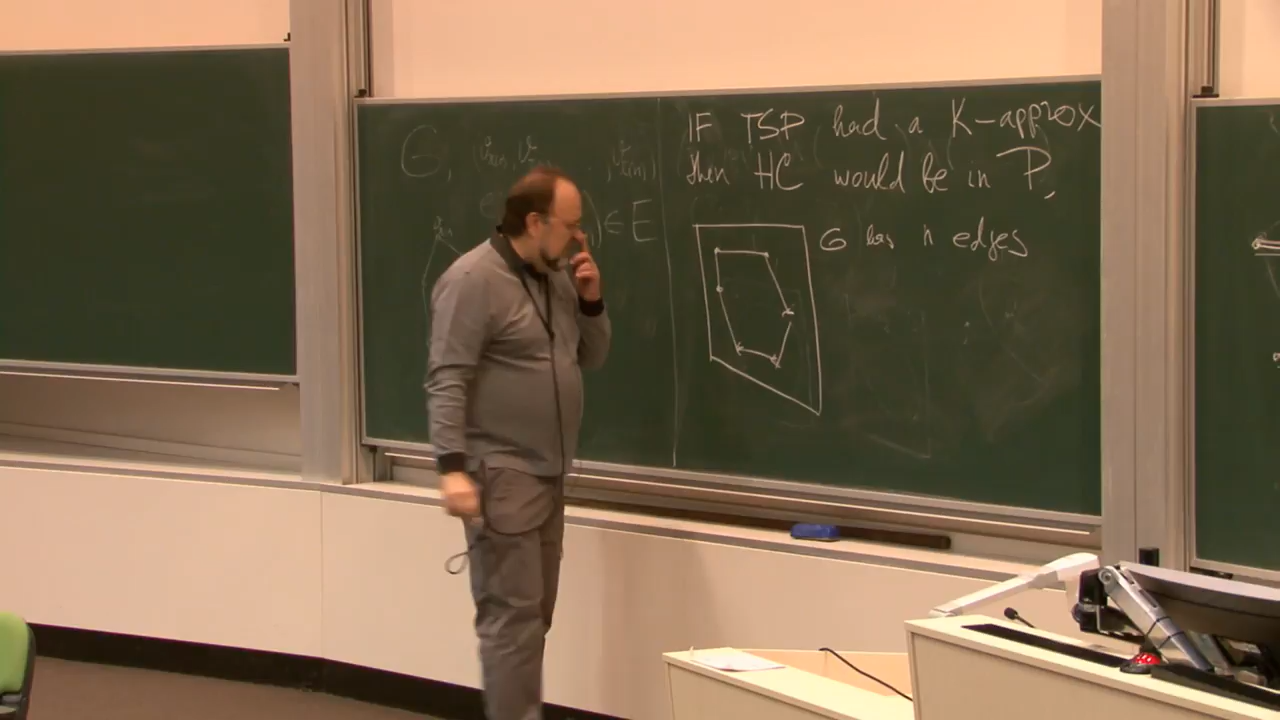 G,
∈ E
IF TSP had a K-approx
then HC would be in P,
G has n edges